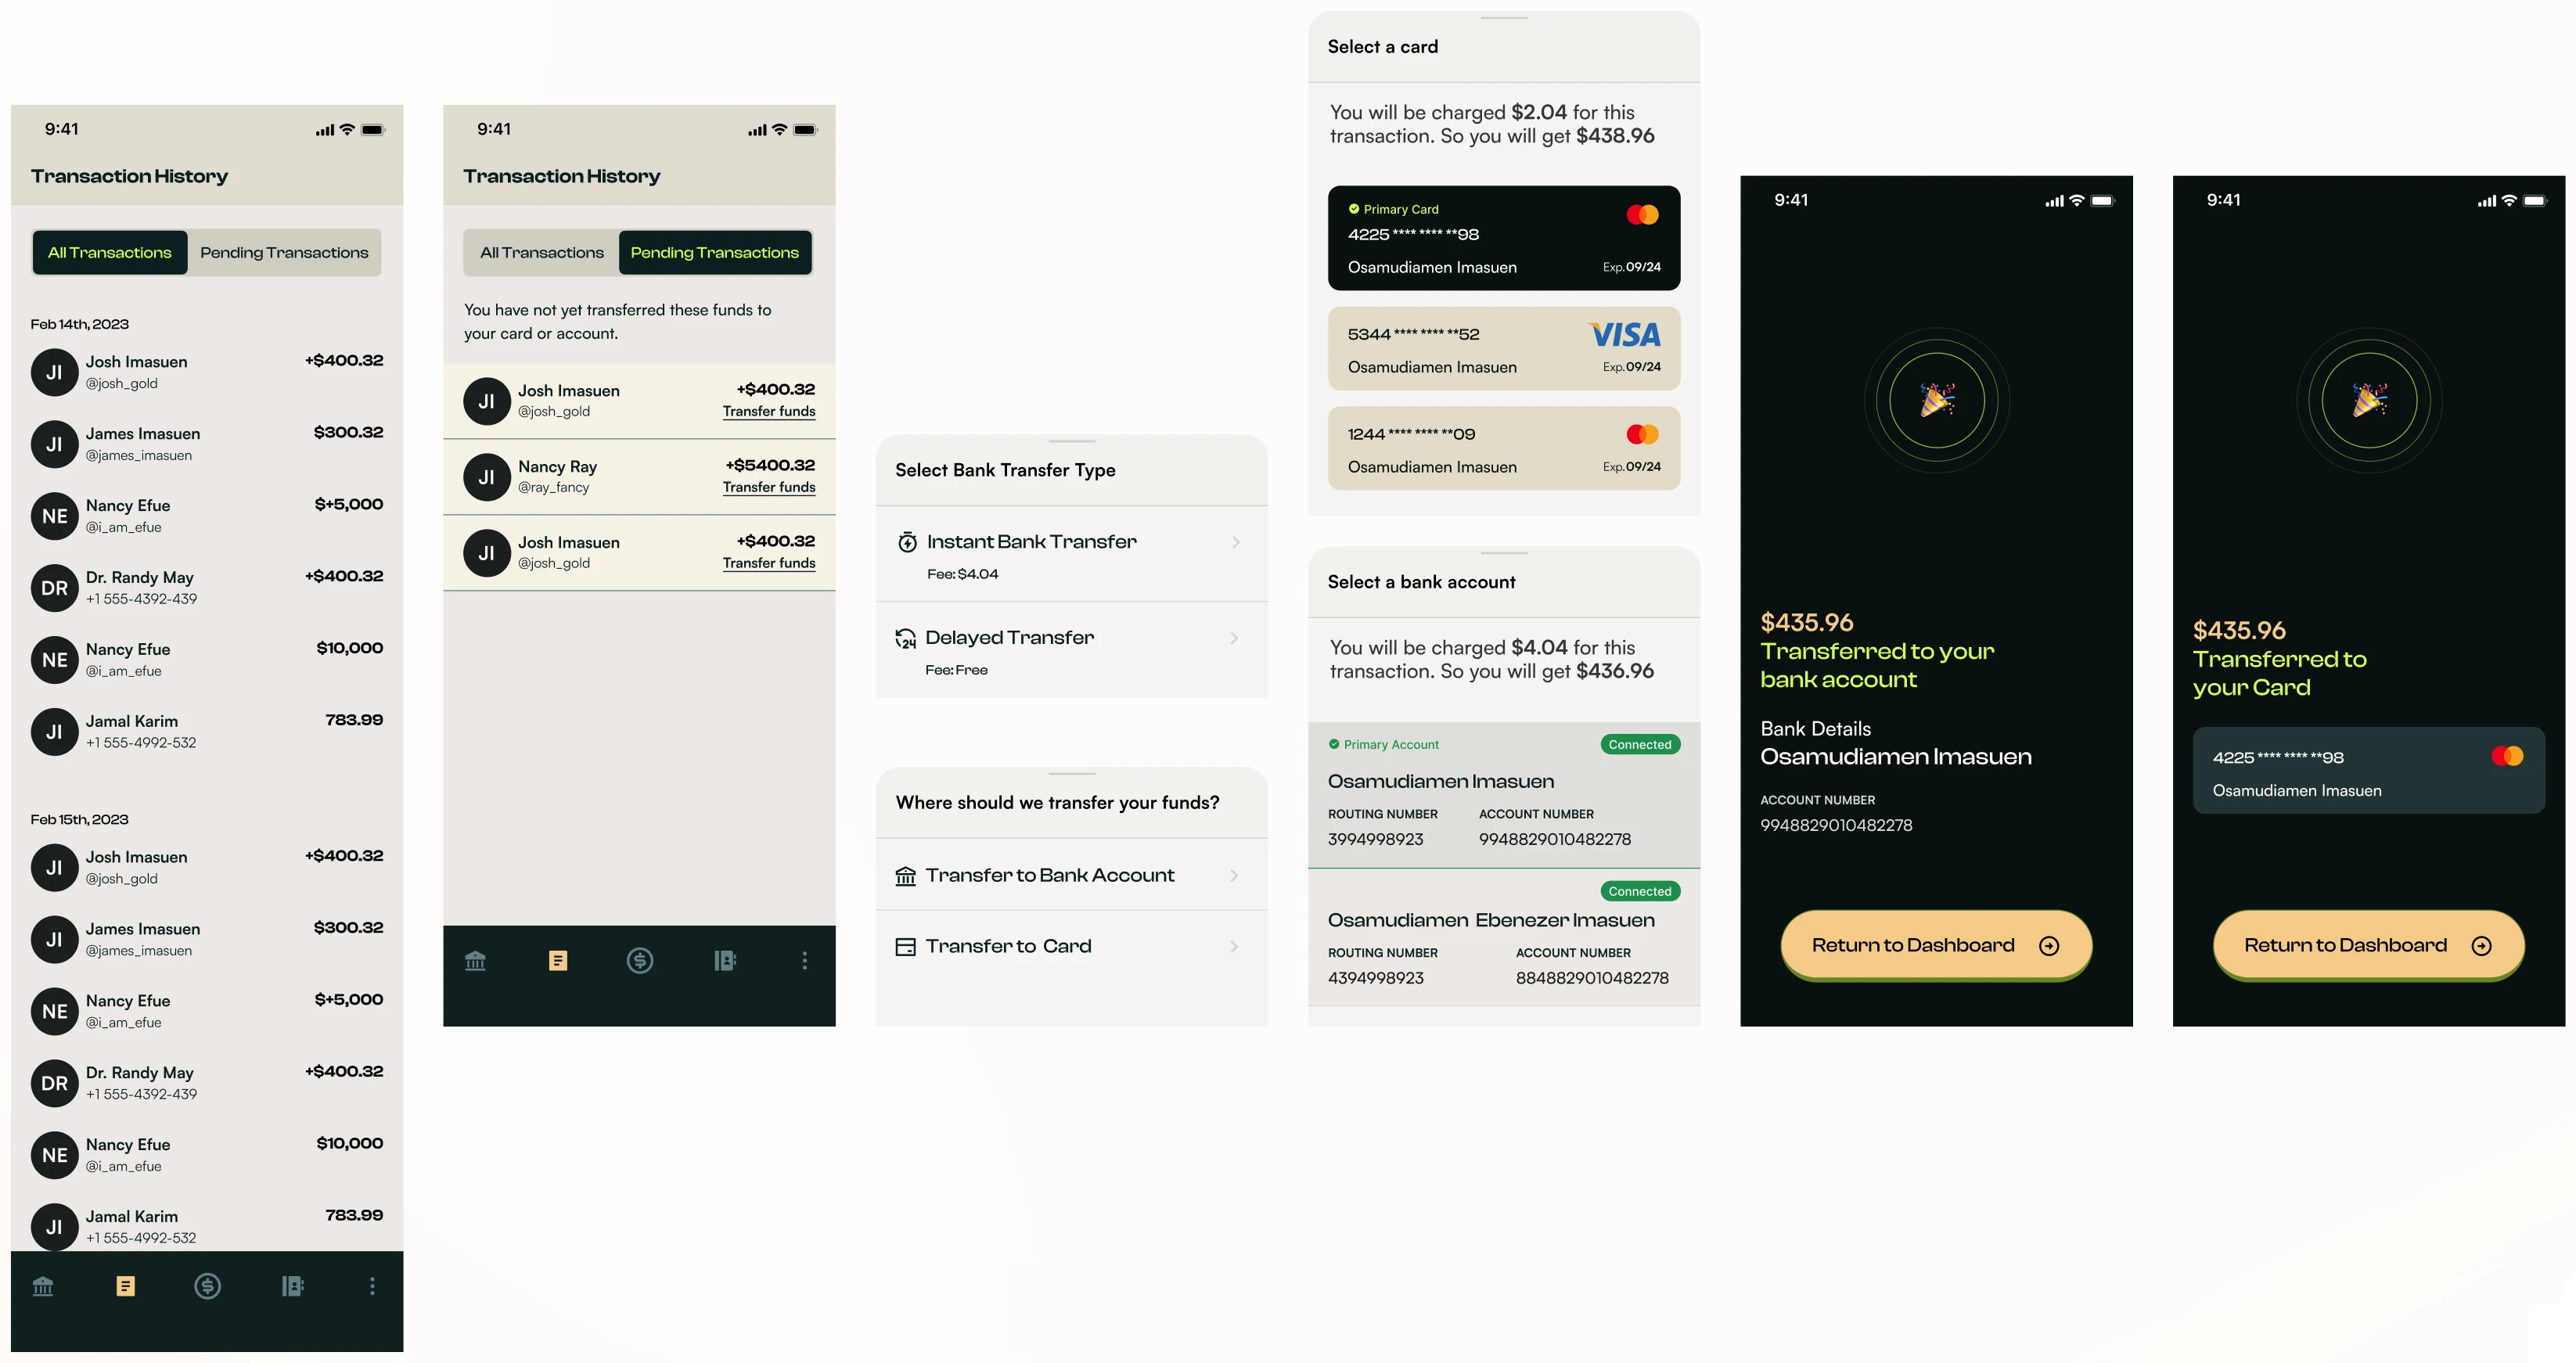 9:41
Transaction History
All Transactions
Pending Transactions
Feb 14th, 2023
JI
Josh Imasuen
+$400.32
@josh_gold
JI
James Imasuen
$300.32
@james_imasuen
NE
Nancy Efue
$+5,000
@i_am_efue
DR
Dr. Randy May
+$400.32
+1 555-4392-439
NE
Nancy Efue
$10,000
@i_am_efue
JI
Jamal Karim
783.99
+1 555-4992-532
Feb 15th, 2023
JI
Josh Imasuen
+$400.32
@josh_gold
JI
James Imasuen
$300.32
@james_imasuen
NE
Nancy Efue
$+5,000
@i_am_efue
DR
Dr. Randy May
+$400.32
+1 555-4392-439
NE
Nancy Efue
$10,000
@i_am_efue
JI
Jamal Karim
783.99
+1 555-4992-532
9:41
Transaction History
All Transactions
Pending Transactions
You have not yet transferred these funds to
your card or account.
JI
Josh Imasuen
+$400.32
@josh_gold
Transfer funds
JI
Nancy Ray
+$5400.32
@ray_fancy
Transfer funds
JI
Josh Imasuen
+$400.32
@josh_gold
Transfer funds
Select Bank Transfer Type
Instant Bank Transfer
Fee: $4.04
24
Delayed Transfer
Fee: Free
Where should we transfer your funds?
Transfer to Bank Account
Transfer to Card
Select a card
You will be charged $2.04 for this
transaction. So you will get $438.96
Primary Card
4225 **** **** **98
Osamudiamen Imasuen
Exp. 09/24
5344 **** **** **52
VISA
Osamudiamen Imasuen
Exp. 09/24
1244 **** **** **09
Osamudiamen Imasuen
Exp. 09/24
Select a bank account
You will be charged $4.04 for this
transaction. So you will get $436.96
Primary Account
Connected
Osamudiamen Imasuen
ROUTING NUMBER
ACCOUNT NUMBER
3994998923
9948829010482278
Connected
Osamudiamen Ebenezer Imasuen
ROUTING NUMBER
ACCOUNT NUMBER
4394998923
8848829010482278
9:41
$435.96
Transferred to your
bank account
Bank Details
Osamudiamen Imasuen
ACCOUNT NUMBER
9948829010482278
Return to Dashboard
9:41
$435.96
Transferred to
your Card
4225 **** **** **98
Osamudiamen Imasuen
Return to Dashboard